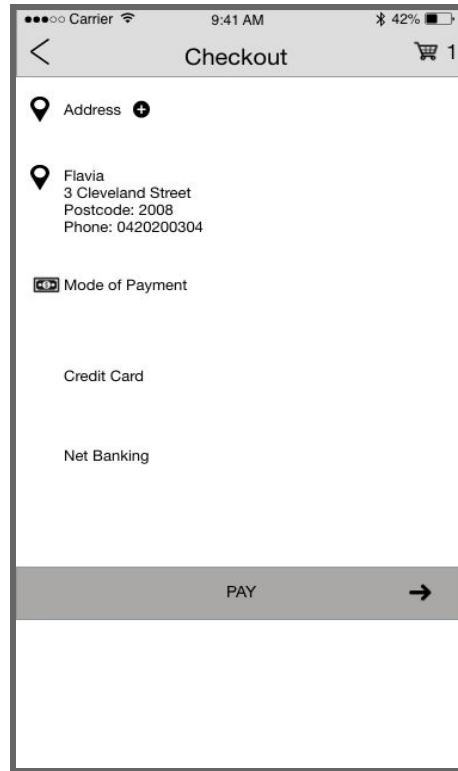 Carrier 9:41 AM 42%
Checkout 1
Address
Flavia
3 Cleveland Street
Postcode: 2008
Phone: 0420200304
Mode of Payment
Credit Card
Net Banking
PAY